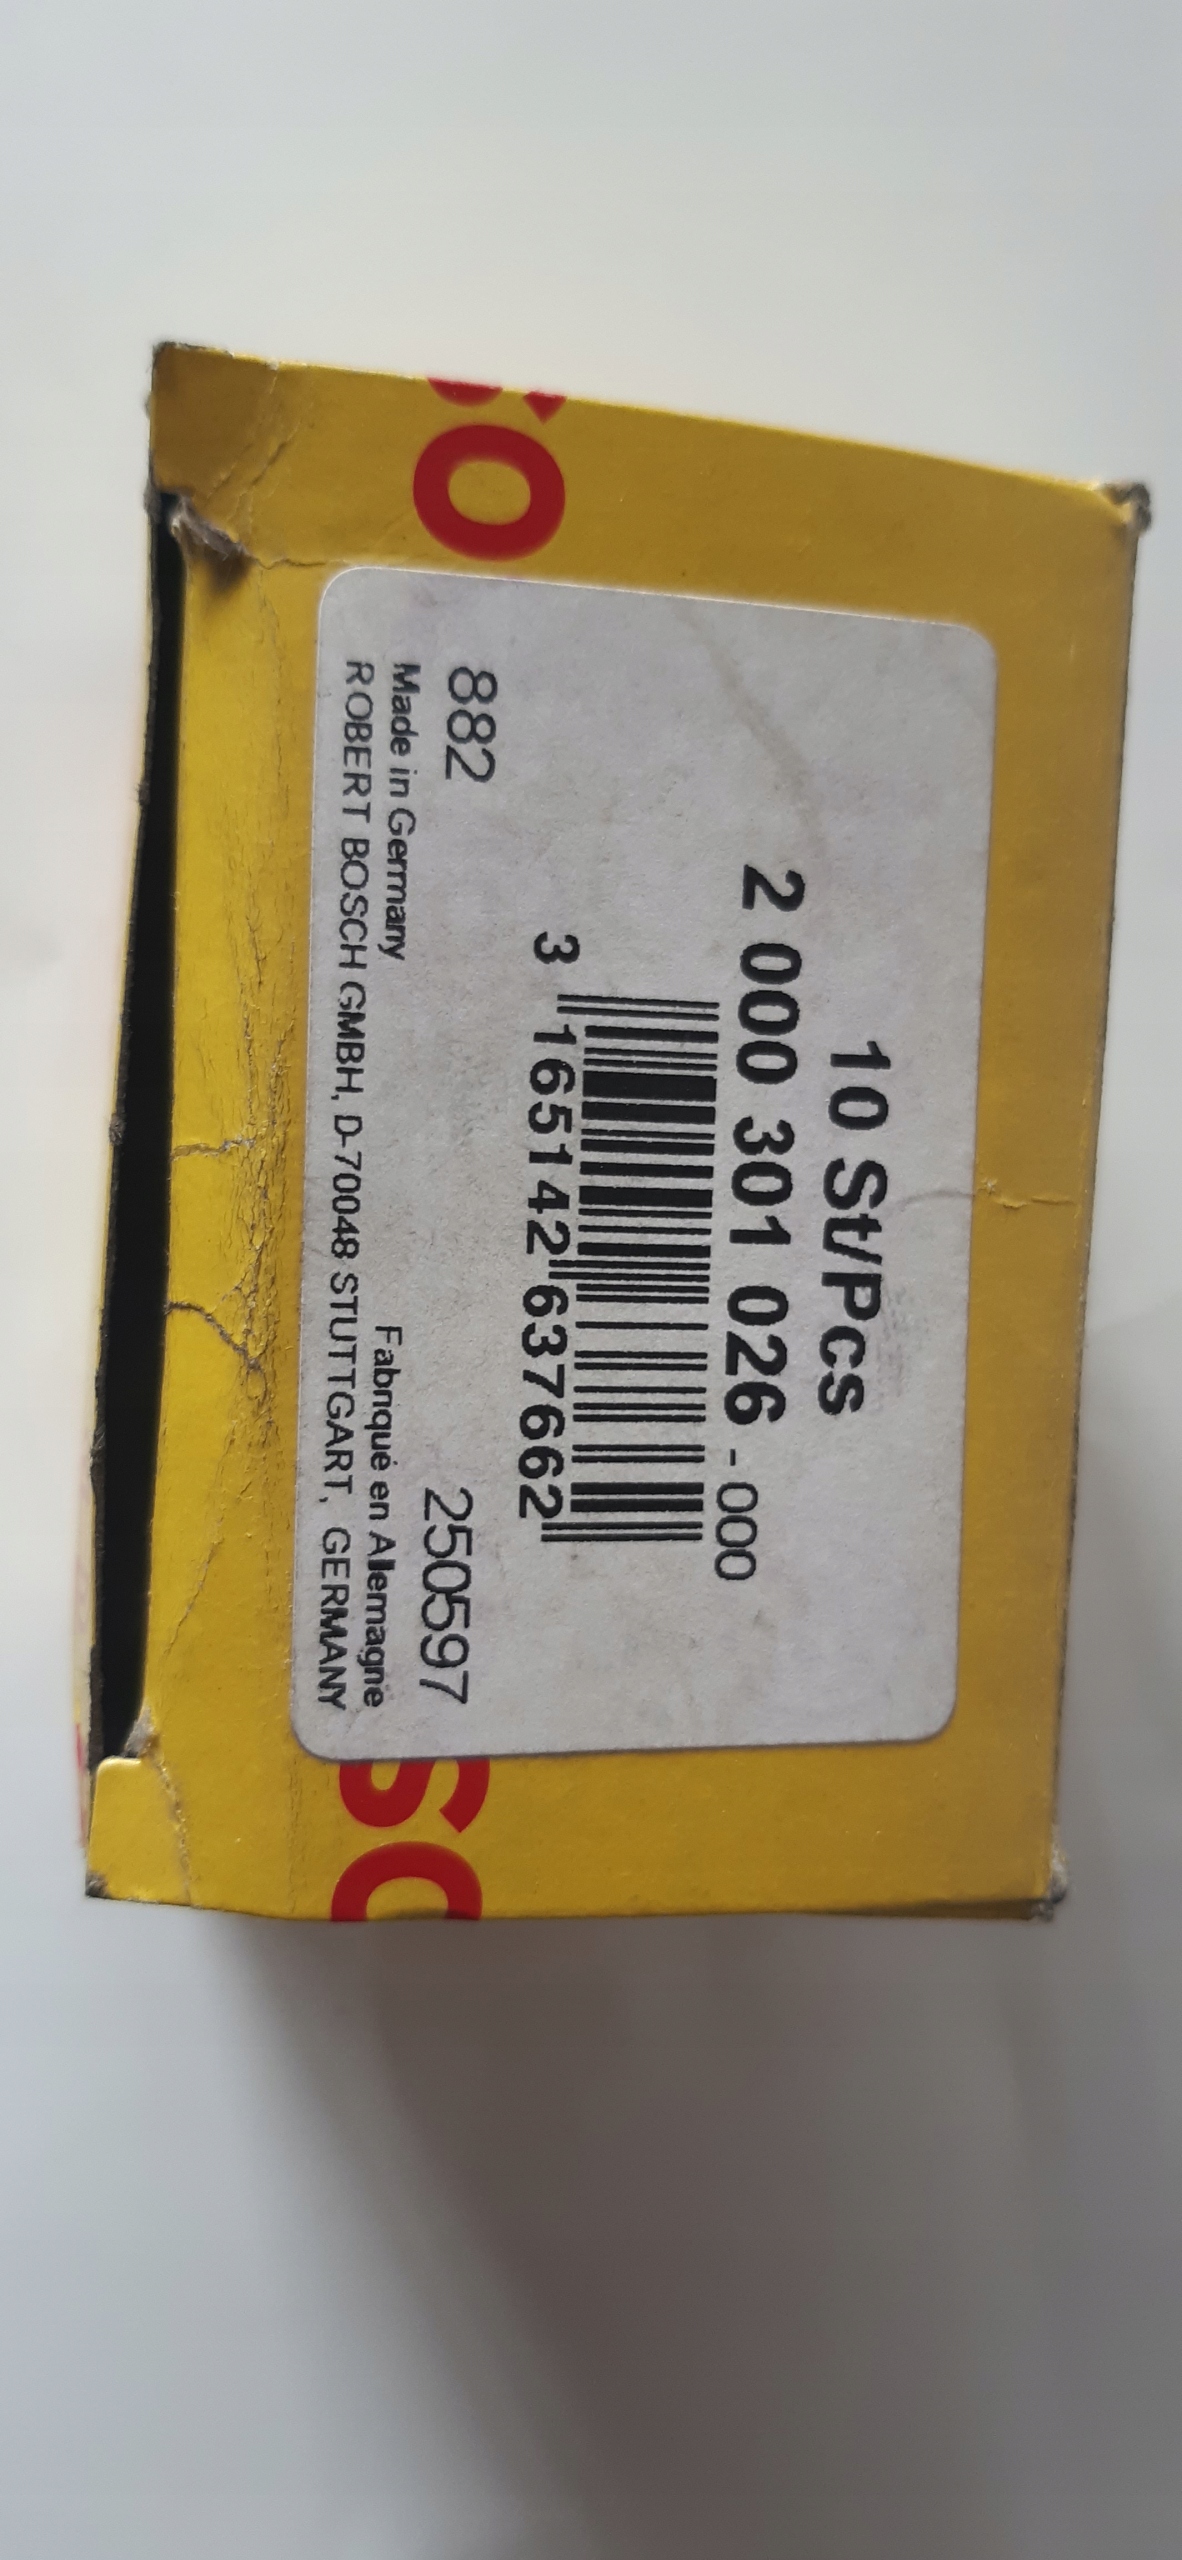 10 St/Pcs
2 000 301 026 -000
3 165142 637662
882 250597
Made in Germany Fabriqué en Alemagne
ROBERT BOSCH GMBH, D-70048 STUTTGART, GERMANY